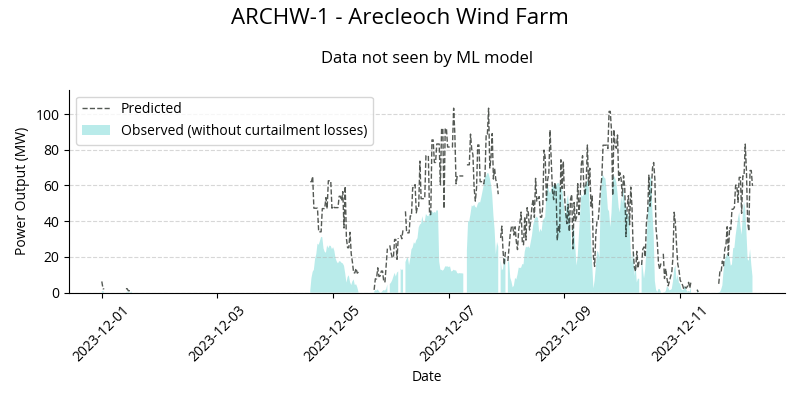 ARCHW-1 - Arecleoch Wind Farm
Data not seen by ML model
Predicted
Observed (without curtailment losses)
Power Output (MW)
100
80
60
40
20
0
2023-12-01
2023-12-03
2023-12-05
2023-12-07
2023-12-09
2023-12-11
Date